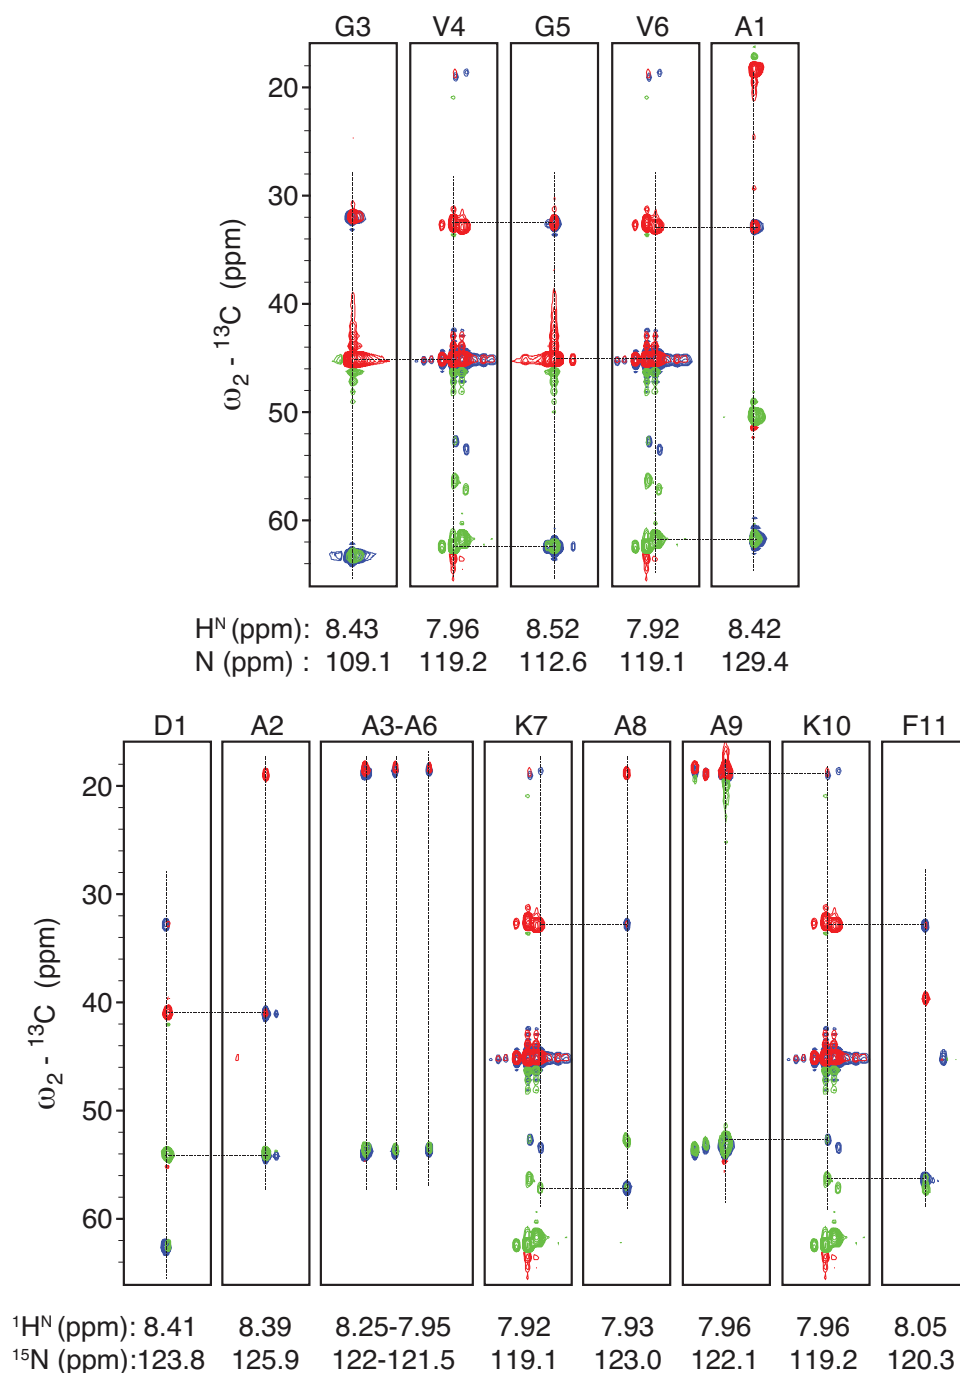 G3 V4 G5 V6 A1
20
30
40
50
60
ω2 - 13C (ppm)
HN (ppm): 8.43 7.96 8.52 7.92 8.42
N (ppm) : 109.1 119.2 112.6 119.1 129.4
D1 A2 A3-A6 K7 A8 A9 K10 F11
20
30
40
50
60
ω2 - 13C (ppm)
1HN (ppm): 8.41 8.39 8.25-7.95 7.92 7.93 7.96 7.96 8.05
15N (ppm):123.8 125.9 122-121.5 119.1 123.0 122.1 119.2 120.3